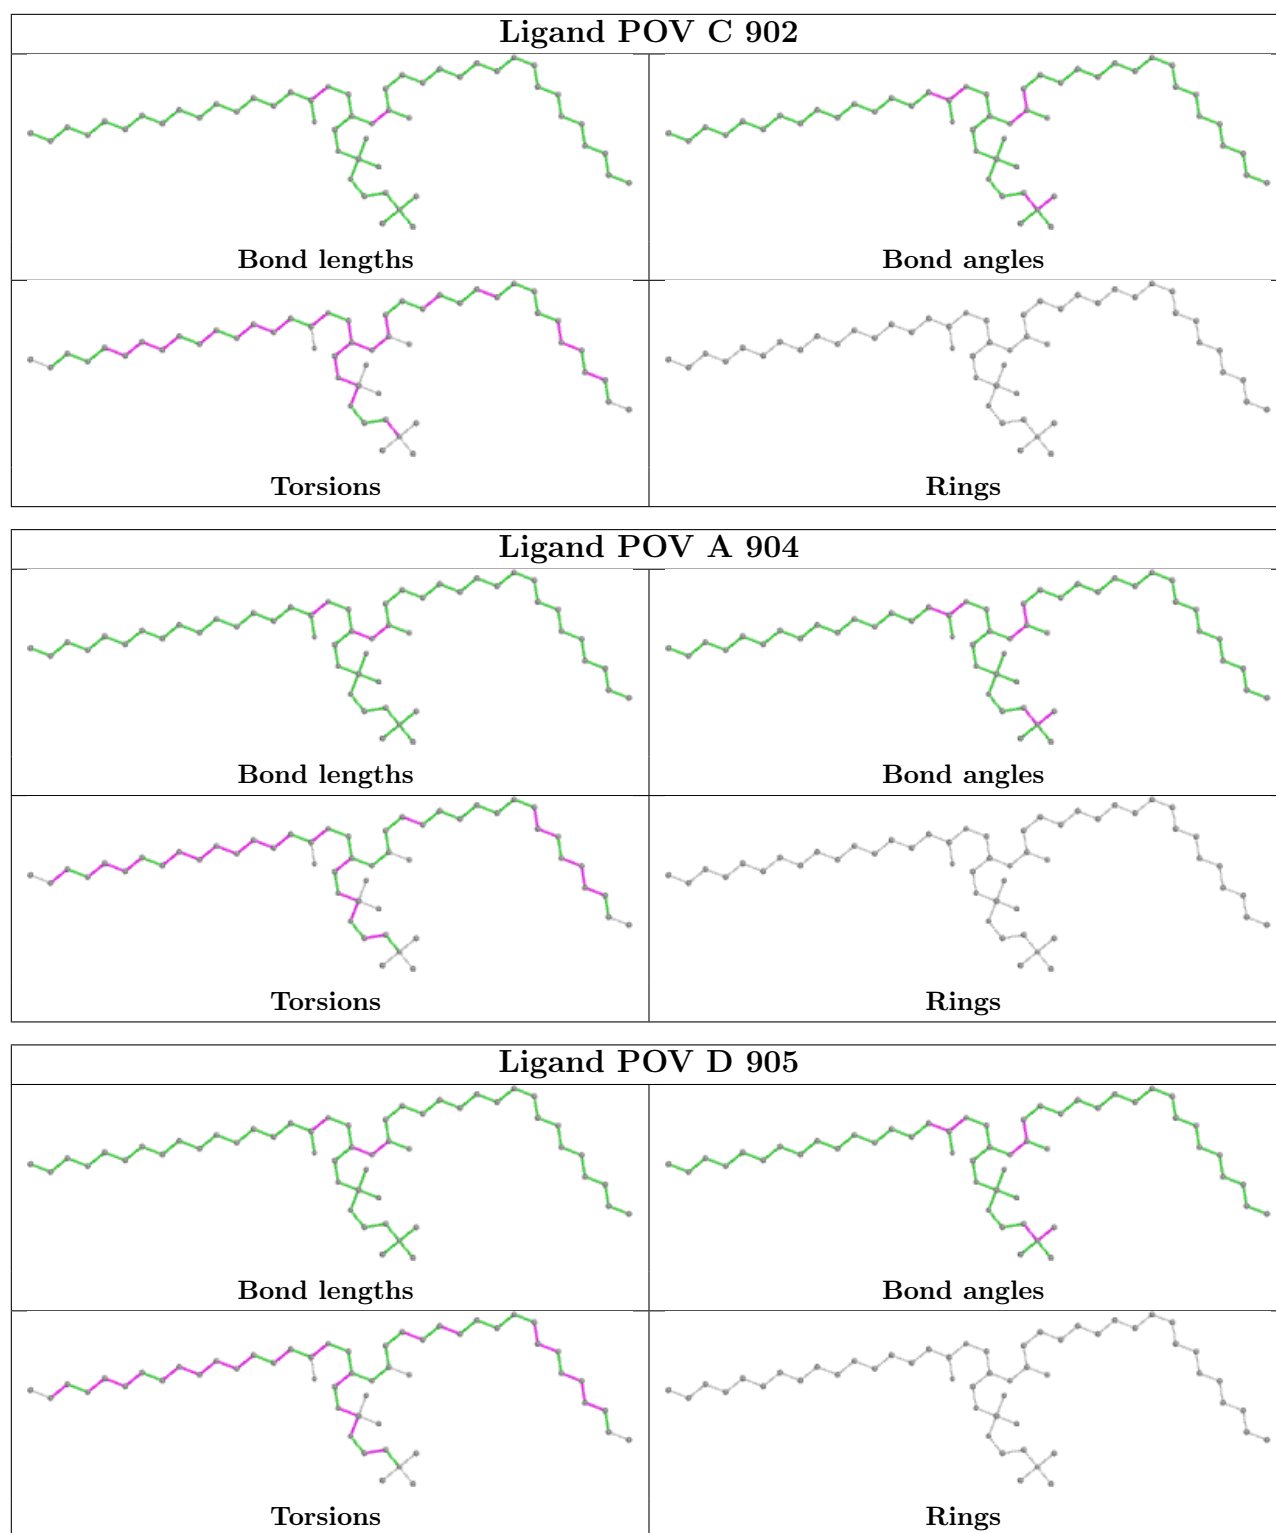 Ligand POV C 902
Bond lengths
Bond angles
Torsions
Rings
Ligand POV A 904
Bond lengths
Bond angles
Torsions
Rings
Ligand POV D 905
Bond lengths
Bond angles
Torsions
Rings